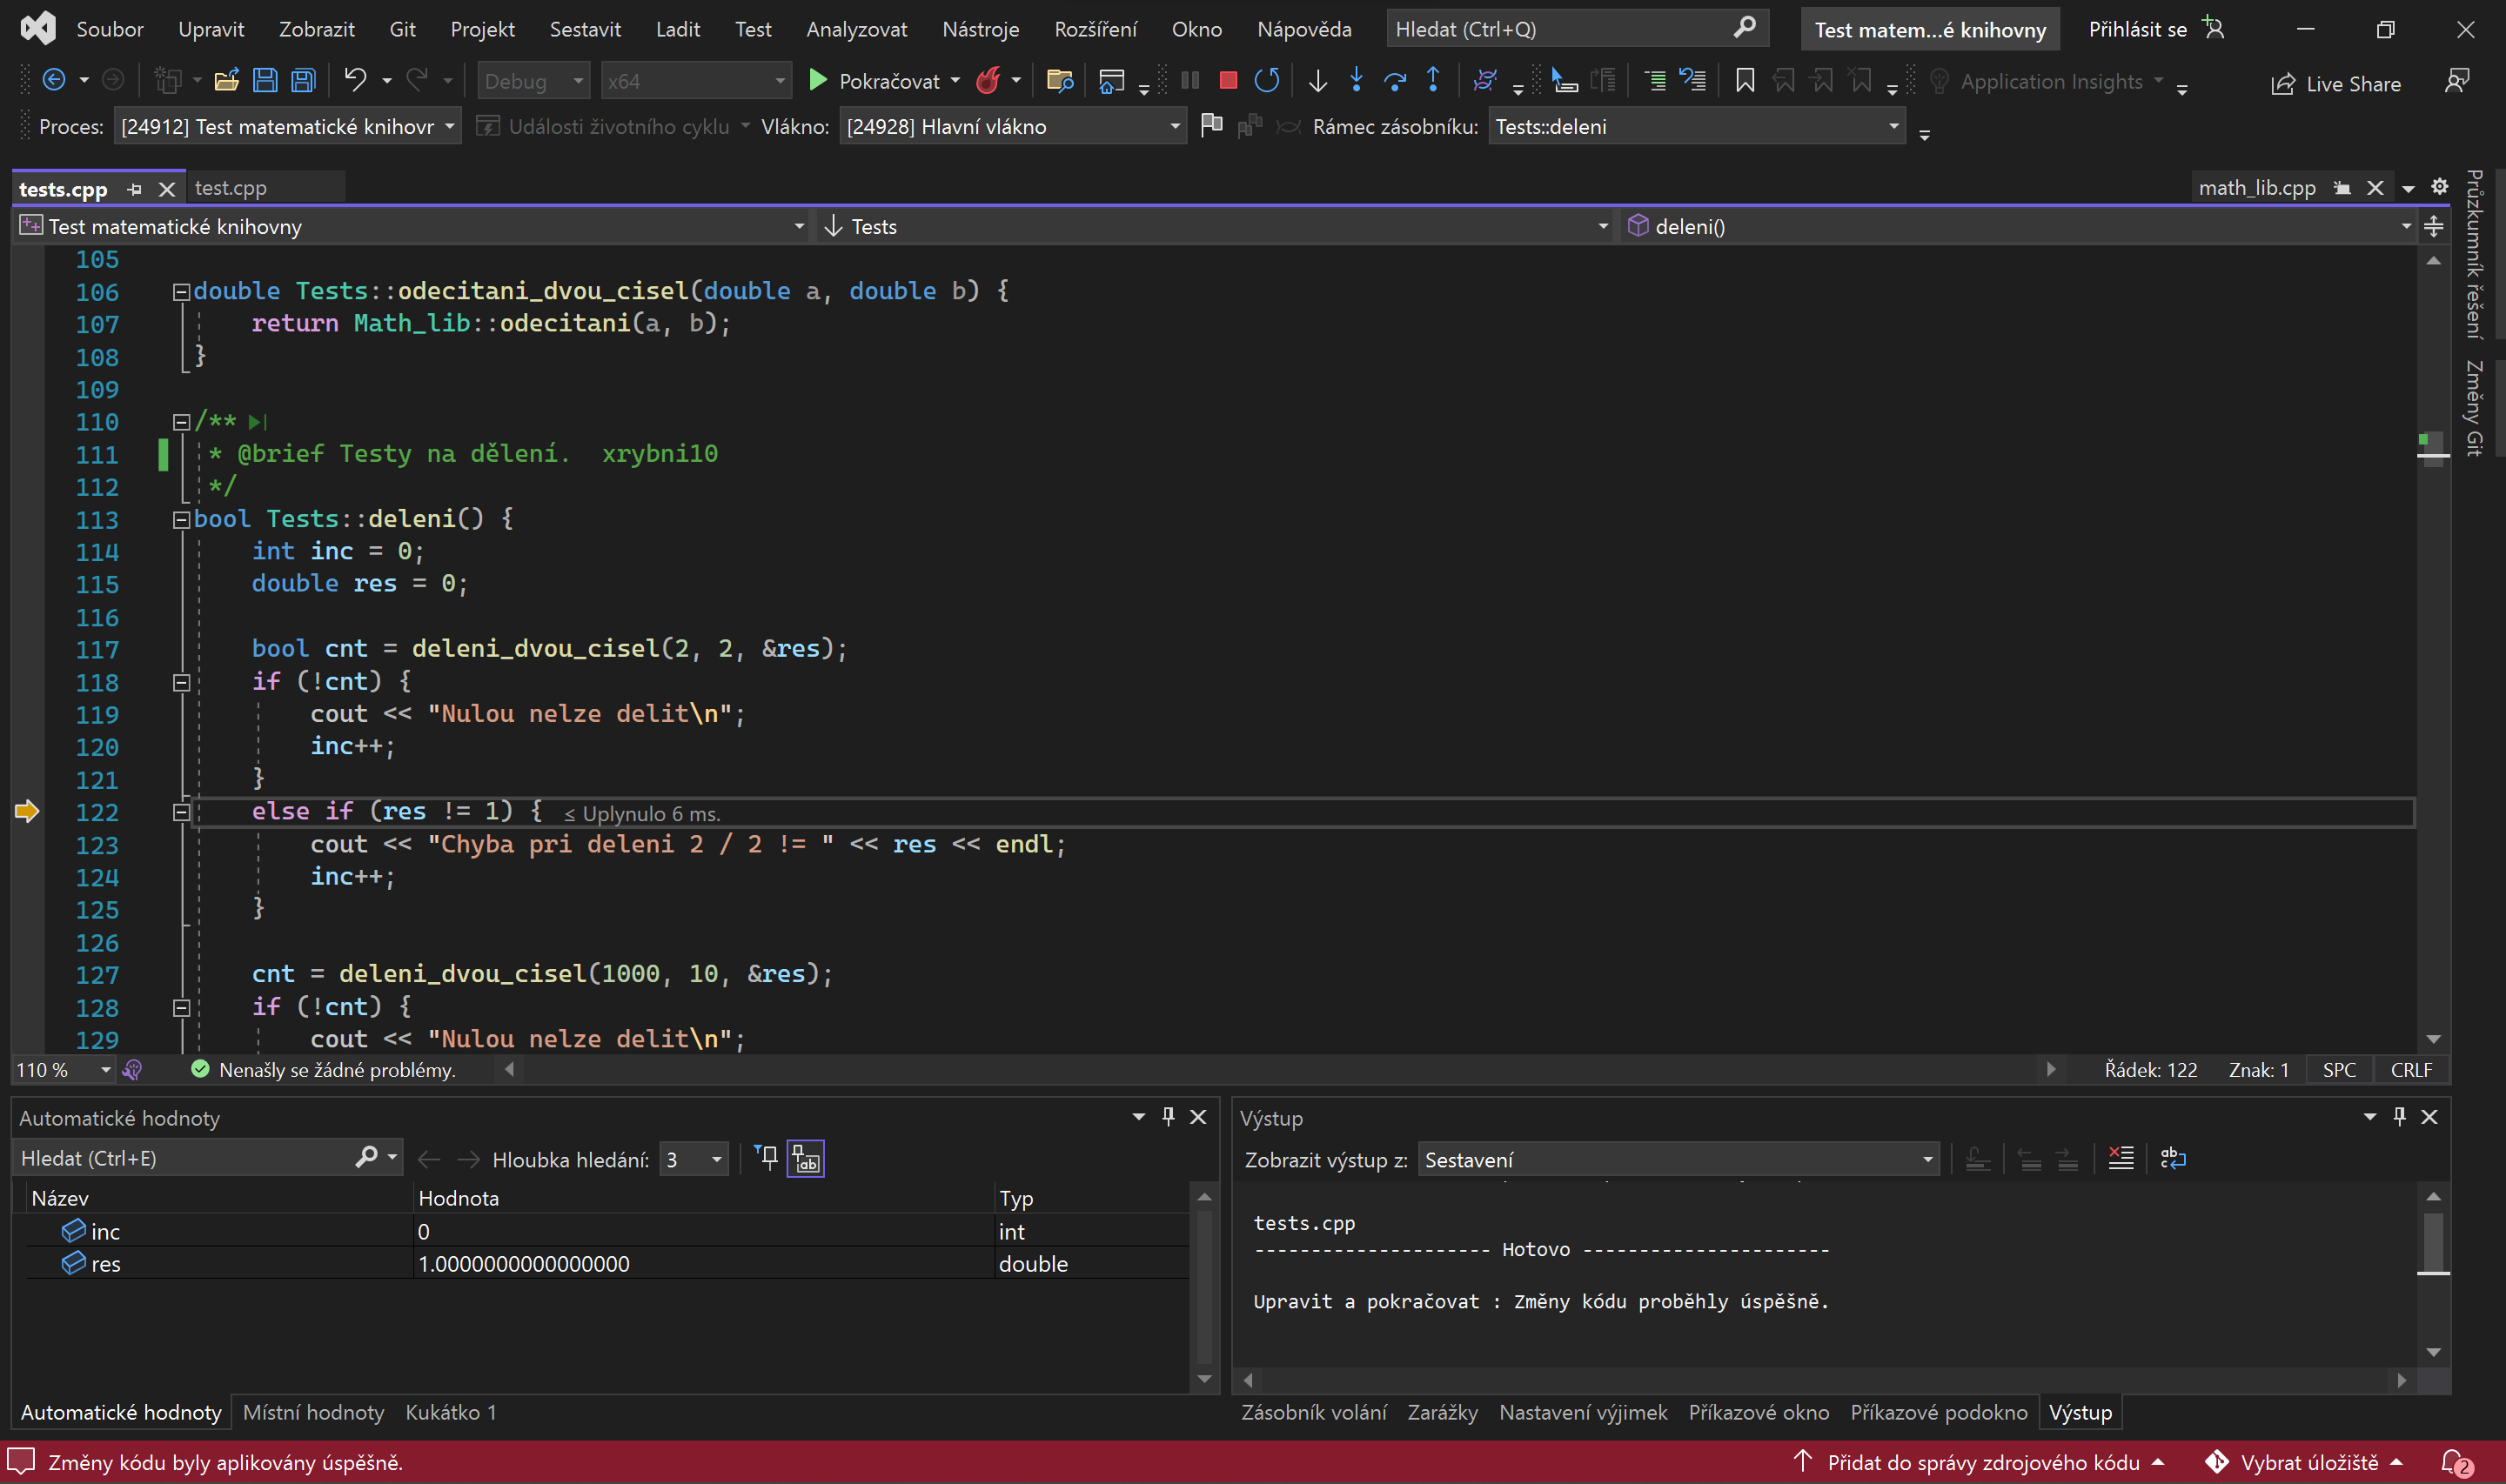 Soubor Upravit Zobrazit Git Projekt Sestavit Ladit Test Analyzovat Nástroje Rozšíření Okno Nápověda Hledat (Ctrl+Q) Test matem...é knihovny Přihlásit se
Debug x64 Pokračovat Application Insights Live Share
Proces: [24912] Test matematické knihovr Události životního cyklu Vlákno: [24928] Hlavní vlákno Rámec zásobníku: Tests::deleni
tests.cpp test.cpp math_lib.cpp
Test matematické knihovny Tests deleni()
Průzkumník řešení
Změny Git
105
106 double Tests::odecitani_dvou_cisel(double a, double b) {
107 return Math_lib::odecitani(a, b);
108 }
109
110 /**
111 * @brief Testy na dělení.  xrybni10
112 */
113 bool Tests::deleni() {
114 int inc = 0;
115 double res = 0;
116
117 bool cnt = deleni_dvou_cisel(2, 2, &res);
118 if (!cnt) {
119 cout << "Nulou nelze delit\n";
120 inc++;
121 }
122 else if (res != 1) { ≤ Uplynulo 6 ms.
123 cout << "Chyba pri deleni 2 / 2 != " << res << endl;
124 inc++;
125 }
126
127 cnt = deleni_dvou_cisel(1000, 10, &res);
128 if (!cnt) {
129 cout << "Nulou nelze delit\n";
110 % Nenašly se žádné problémy. Řádek: 122 Znak: 1 SPC CRLF
Automatické hodnoty
Hledat (Ctrl+E) Hloubka hledání: 3
Název Hodnota Typ
inc 0 int
res 1.0000000000000000 double
Automatické hodnoty Místní hodnoty Kukátko 1
Výstup
Zobrazit výstup z: Sestavení
tests.cpp
--------------------- Hotovo ----------------------
Upravit a pokračovat : Změny kódu proběhly úspěšně.
Zásobník volání Zarážky Nastavení výjimek Příkazové okno Příkazové podokno Výstup
Změny kódu byly aplikovány úspěšně. Přidat do správy zdrojového kódu Vybrat úložiště 2